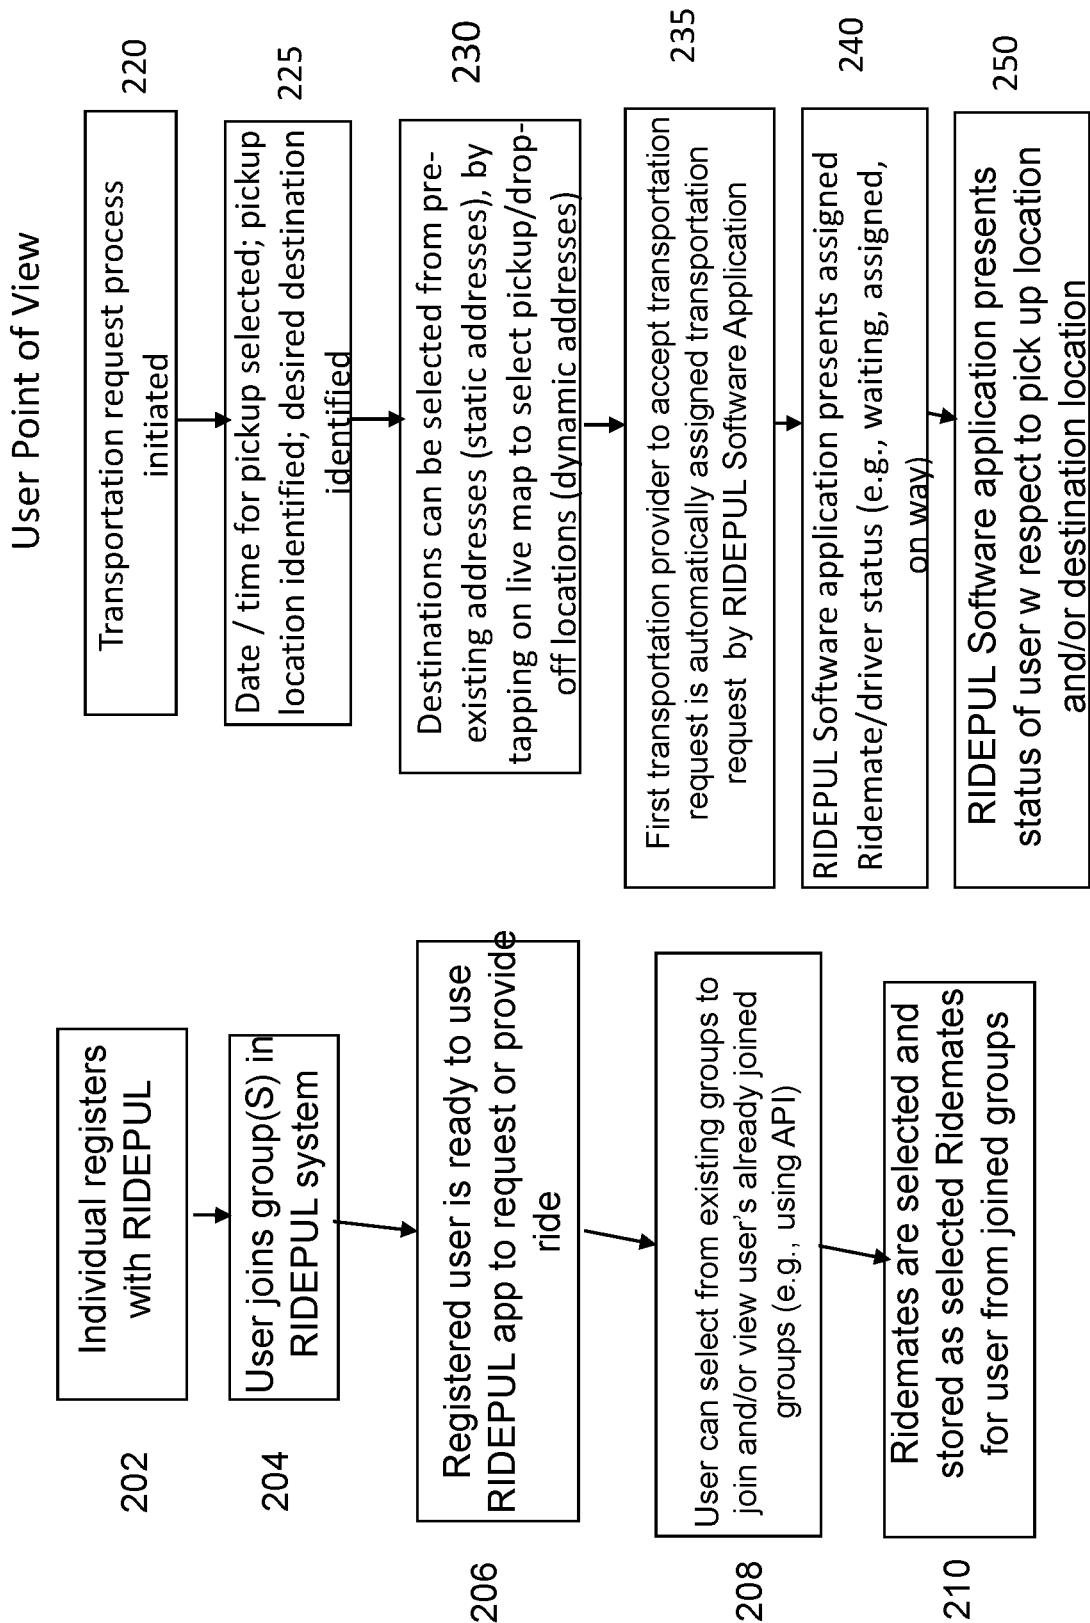 User Point of View
202
Individual registers
with RIDEPUL
204
User joins group(S) in
RIDEPUL system
206
Registered user is ready to use
RIDEPUL app to request or provide
ride
208
User can select from existing groups to
join and/or view user’s already joined
groups (e.g., using API)
210
Ridemates are selected and
stored as selected Ridemates
for user from joined groups
Transportation request process
initiated
220
Date / time for pickup selected; pickup
location identified; desired destination
identified
225
Destinations can be selected from pre-
existing addresses (static addresses), by
tapping on live map to select pickup/drop-
off locations (dynamic addresses)
230
First transportation provider to accept transportation
request is automatically assigned transportation
request by RIDEPUL Software Application
235
RIDEPUL Software application presents assigned
Ridemate/driver status (e.g., waiting, assigned,
on way)
240
RIDEPUL Software application presents
status of user w respect to pick up location
and/or destination location
250